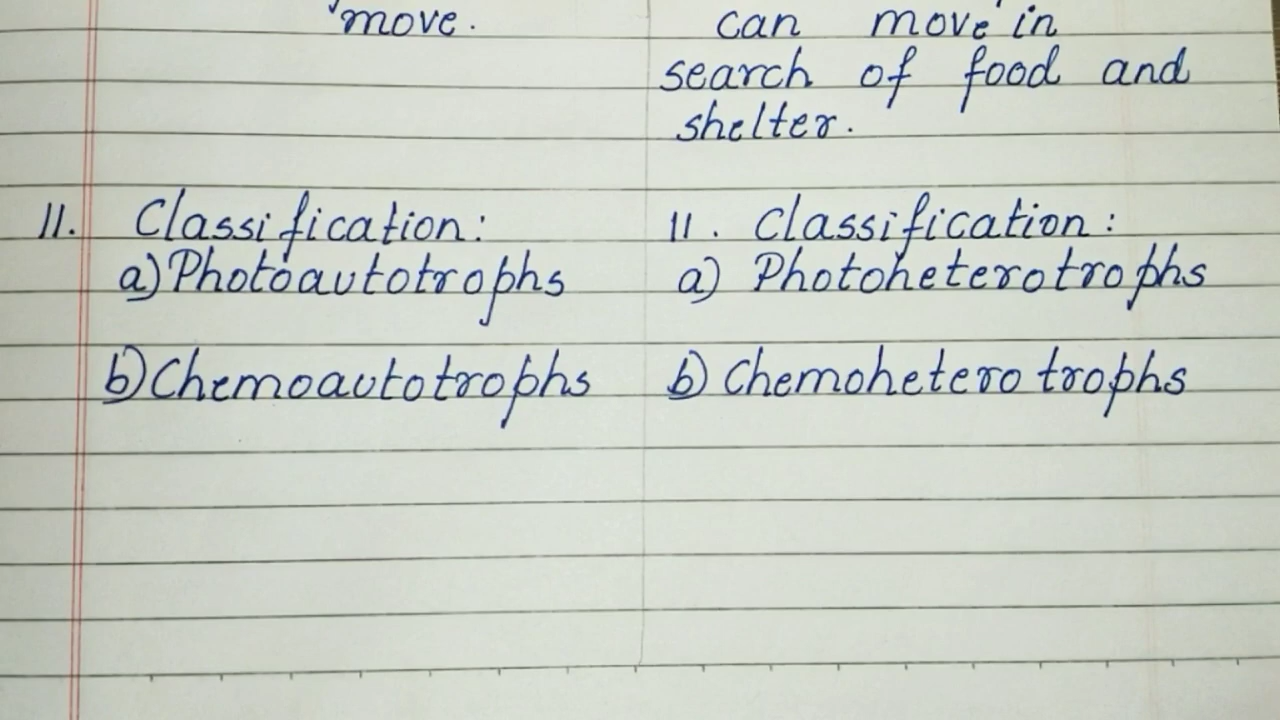 move.
can move in
search of food and
shelter.
11. Classification:
a) Photoautotrophs
b) Chemoautotrophs
11. Classification:
a) Photoheterotrophs
b) Chemoheterotrophs